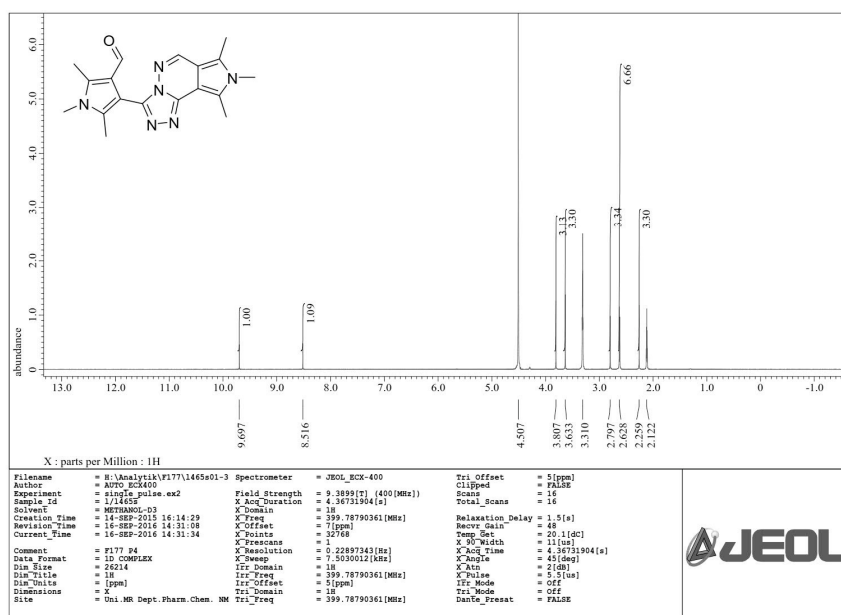 6.0
5.0
4.0
3.0
2.0
1.0
0
abundance
O
N
N
N
N
N
N
1.00
1.09
3.13
3.30
3.34
6.66
3.30
13.0 12.0 11.0 10.0 9.0 8.0 7.0 6.0 5.0 4.0 3.0 2.0 1.0 0 -1.0
9.697
8.516
4.507
3.807
3.633
3.310
2.797
2.628
2.259
2.122
X : parts per Million : 1H
Filename = H:\Analytik\F177\1465s01-3
Author = AUTO_ECX400
Experiment = single_pulse.ex2
Sample_Id = 1/1465s
Solvent = METHANOL-D3
Creation_Time = 14-SEP-2015 16:14:29
Revision_Time = 16-SEP-2016 14:31:08
Current_Time = 16-SEP-2016 14:31:34
Comment = F177 P4
Data_Format = 1D COMPLEX
Dim_Size = 26214
Dim_Title = 1H
Dim_Units = [ppm]
Dimensions = X
Site = Uni.MR Dept.Pharm.Chem. NM
Spectrometer = JEOL_ECX-400
Field_Strength = 9.3899[T] (400[MHz])
X_Acq_Duration = 4.36731904[s]
X_Domain = 1H
X_Freq = 399.78790361[MHz]
X_Offset = 7[ppm]
X_Points = 32768
X_Prescans = 1
X_Resolution = 0.22897343[Hz]
X_Sweep = 7.5030012[kHz]
Irr_Domain = 1H
Irr_Freq = 399.78790361[MHz]
Irr_Offset = 5[ppm]
Tri_Domain = 1H
Tri_Freq = 399.78790361[MHz]
Tri_Offset = 5[ppm]
Clipped = FALSE
Scans = 16
Total_Scans = 16
Relaxation_Delay = 1.5[s]
Recvr_Gain = 48
Temp_Get = 20.1[dC]
X_90_Width = 11[us]
X_Acq_Time = 4.36731904[s]
X_Angle = 45[deg]
X_Atn = 2[dB]
X_Pulse = 5.5[us]
Irr_Mode = Off
Tri_Mode = Off
Dante_Presat = FALSE
JEOL